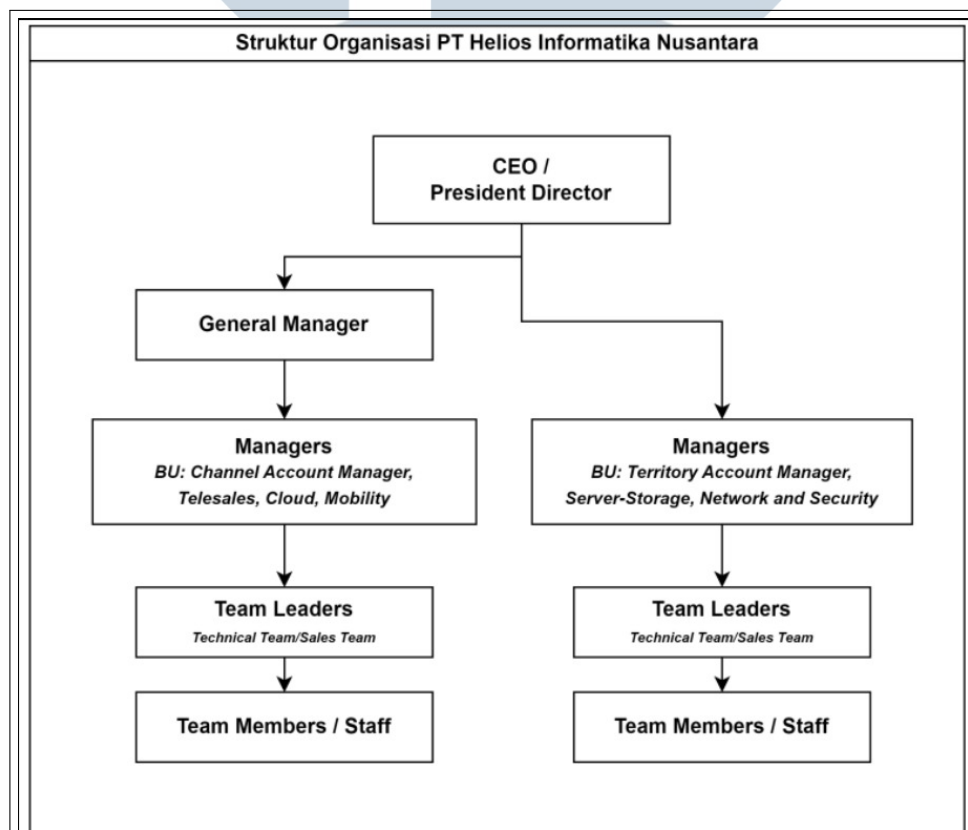 Struktur Organisasi PT Helios Informatika Nusantara
CEO /
President Director
General Manager
Managers
BU: Channel Account Manager,
Telesales, Cloud, Mobility
Managers
BU: Territory Account Manager,
Server-Storage, Network and Security
Team Leaders
Technical Team/Sales Team
Team Leaders
Technical Team/Sales Team
Team Members / Staff
Team Members / Staff